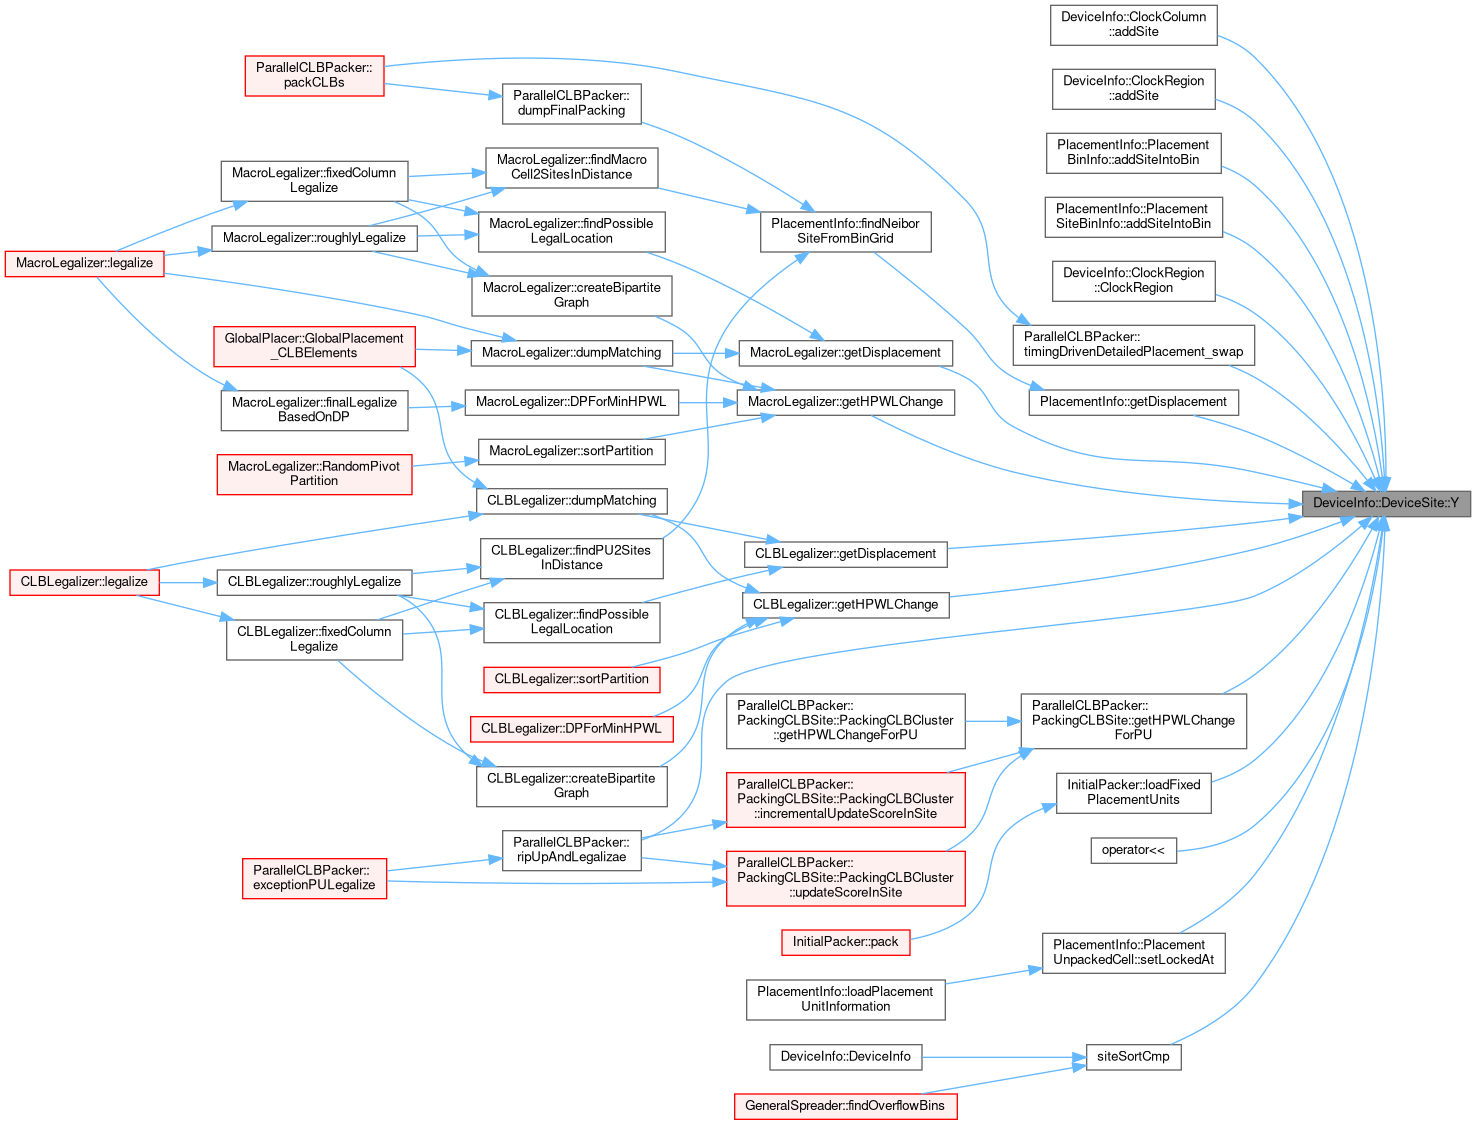 DeviceInfo::ClockColumn
::addSite
ParallelCLBPacker::
packCLBs
DeviceInfo::ClockRegion
::addSite
ParallelCLBPacker::
dumpFinalPacking
PlacementInfo::Placement
BinInfo::addSiteIntoBin
MacroLegalizer::findMacro
Cell2SitesInDistance
MacroLegalizer::fixedColumn
Legalize
PlacementInfo::Placement
SiteBinInfo::addSiteIntoBin
MacroLegalizer::findPossible
LegalLocation
PlacementInfo::findNeibor
SiteFromBinGrid
MacroLegalizer::roughlyLegalize
MacroLegalizer::legalize
DeviceInfo::ClockRegion
::ClockRegion
MacroLegalizer::createBipartite
Graph
GlobalPlacer::GlobalPlacement
_CLBElements
ParallelCLBPacker::
timingDrivenDetailedPlacement_swap
MacroLegalizer::dumpMatching
MacroLegalizer::getDisplacement
MacroLegalizer::finalLegalize
BasedOnDP
MacroLegalizer::DPForMinHPWL
MacroLegalizer::getHPWLChange
PlacementInfo::getDisplacement
MacroLegalizer::sortPartition
MacroLegalizer::RandomPivot
Partition
CLBLegalizer::dumpMatching
DeviceInfo::DeviceSite::Y
CLBLegalizer::findPU2Sites
InDistance
CLBLegalizer::getDisplacement
CLBLegalizer::legalize
CLBLegalizer::roughlyLegalize
CLBLegalizer::getHPWLChange
CLBLegalizer::findPossible
LegalLocation
CLBLegalizer::fixedColumn
Legalize
CLBLegalizer::sortPartition
CLBLegalizer::DPForMinHPWL
ParallelCLBPacker::
PackingCLBSite::PackingCLBCluster
::getHPWLChangeForPU
ParallelCLBPacker::
PackingCLBSite::getHPWLChange
ForPU
CLBLegalizer::createBipartite
Graph
ParallelCLBPacker::
PackingCLBSite::PackingCLBCluster
::incrementalUpdateScoreInSite
InitialPacker::loadFixed
PlacementUnits
ParallelCLBPacker::
ripUpAndLegalizae
operator<<
ParallelCLBPacker::
exceptionPULegalize
ParallelCLBPacker::
PackingCLBSite::PackingCLBCluster
::updateScoreInSite
InitialPacker::pack
PlacementInfo::Placement
UnpackedCell::setLockedAt
PlacementInfo::loadPlacement
UnitInformation
DeviceInfo::DeviceInfo
siteSortCmp
GeneralSpreader::findOverflowBins